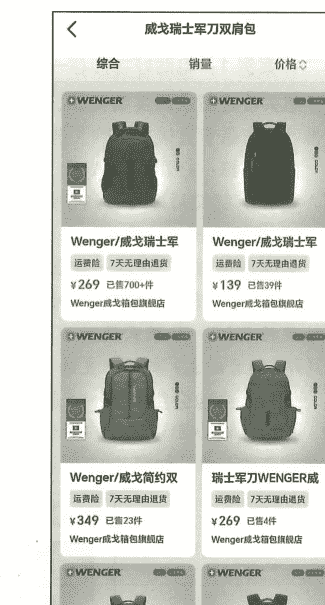 威戈瑞士军刀双肩包
综合 销量 价格
WENGER
WENGER
Wenger/威戈瑞士军
运费险 7天无理由退货
¥269 已售700+件
Wenger威戈箱包旗舰店
Wenger/威戈瑞士军
运费险 7天无理由退货
¥139 已售39件
Wenger威戈箱包旗舰店
WENGER
WENGER
Wenger/威戈简约双
运费险 7天无理由退货
¥349 已售23件
Wenger威戈箱包旗舰店
瑞士军刀WENGER威
运费险 7天无理由退货
¥269 已售4件
Wenger威戈箱包旗舰店
WENGER
WENGER